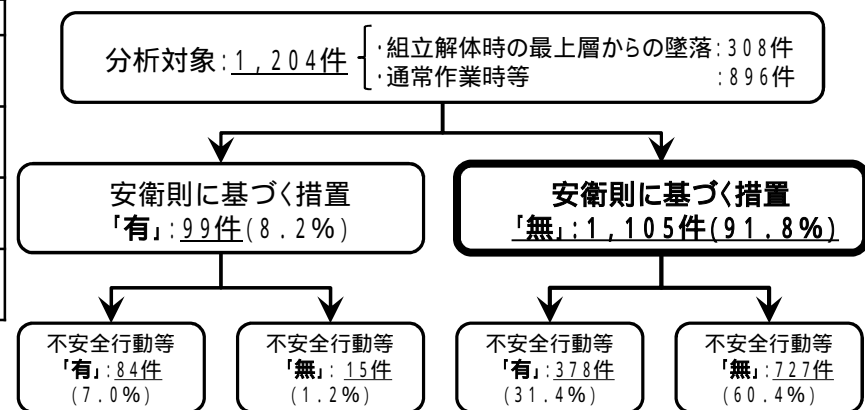 分析対象:1,204件
・組立解体時の最上層からの墜落:308件
・通常作業時等 :896件
安衛則に基づく措置
「有」:99件(8.2%)
安衛則に基づく措置
「無」:1,105件(91.8%)
不安全行動等
「有」:84件
(7.0%)
不安全行動等
「無」:15件
(1.2%)
不安全行動等
「有」:378件
(31.4%)
不安全行動等
「無」:727件
(60.4%)